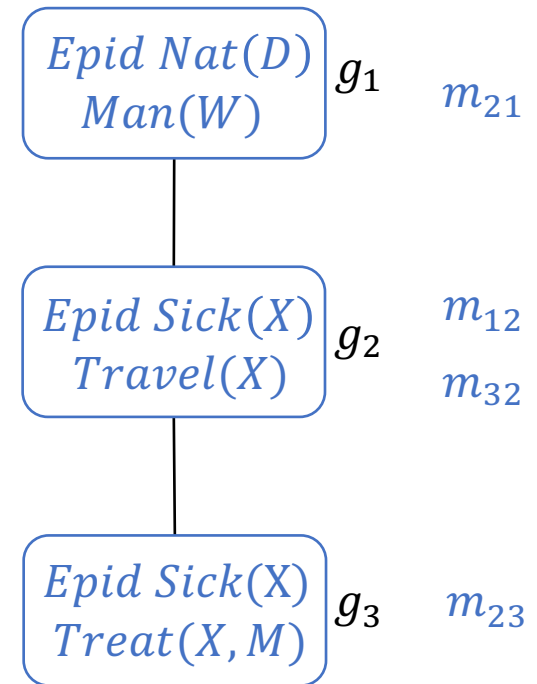 Epid Nat(D)
Man(W)
g₁
m₂₁
Epid Sick(X)
Travel(X)
g₂
m₁₂
m₃₂
Epid Sick(X)
Treat(X, M)
g₃
m₂₃